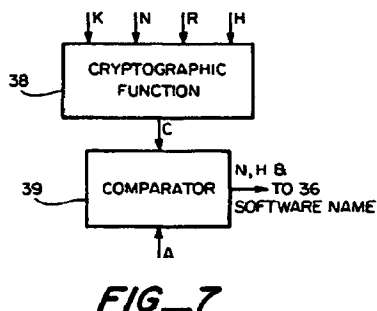 K N R H
38
CRYPTOGRAPHIC
FUNCTION
C
39
COMPARATOR
N, H &
TO 36
SOFTWARE NAME
A
FIG_7